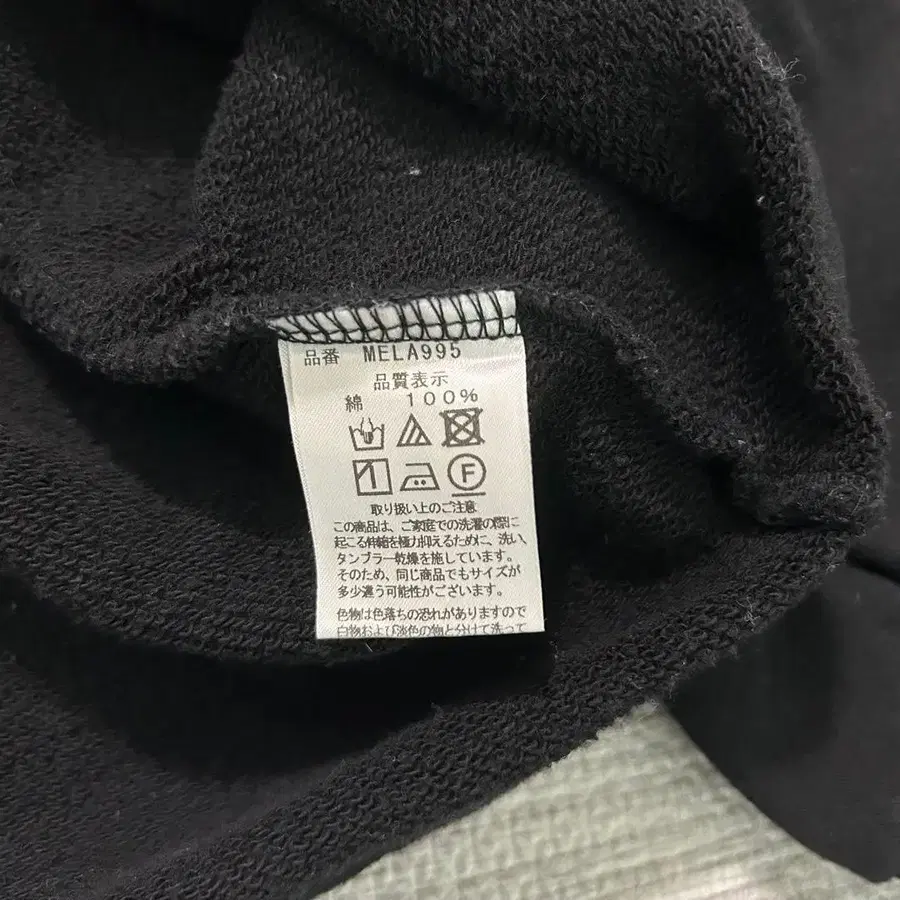 品番 MELA995
品質表示
綿 100%
F
取り扱い上のご注意
この商品は、ご家庭での洗濯の際に
起こる伸縮を極力抑えるために、洗い、
タンブラー乾燥を施しています。
そのため、同じ商品でもサイズが
多少違う可能性がございます。
色物は色落ちの恐れがありますので
白物および淡色の物と分けて洗って